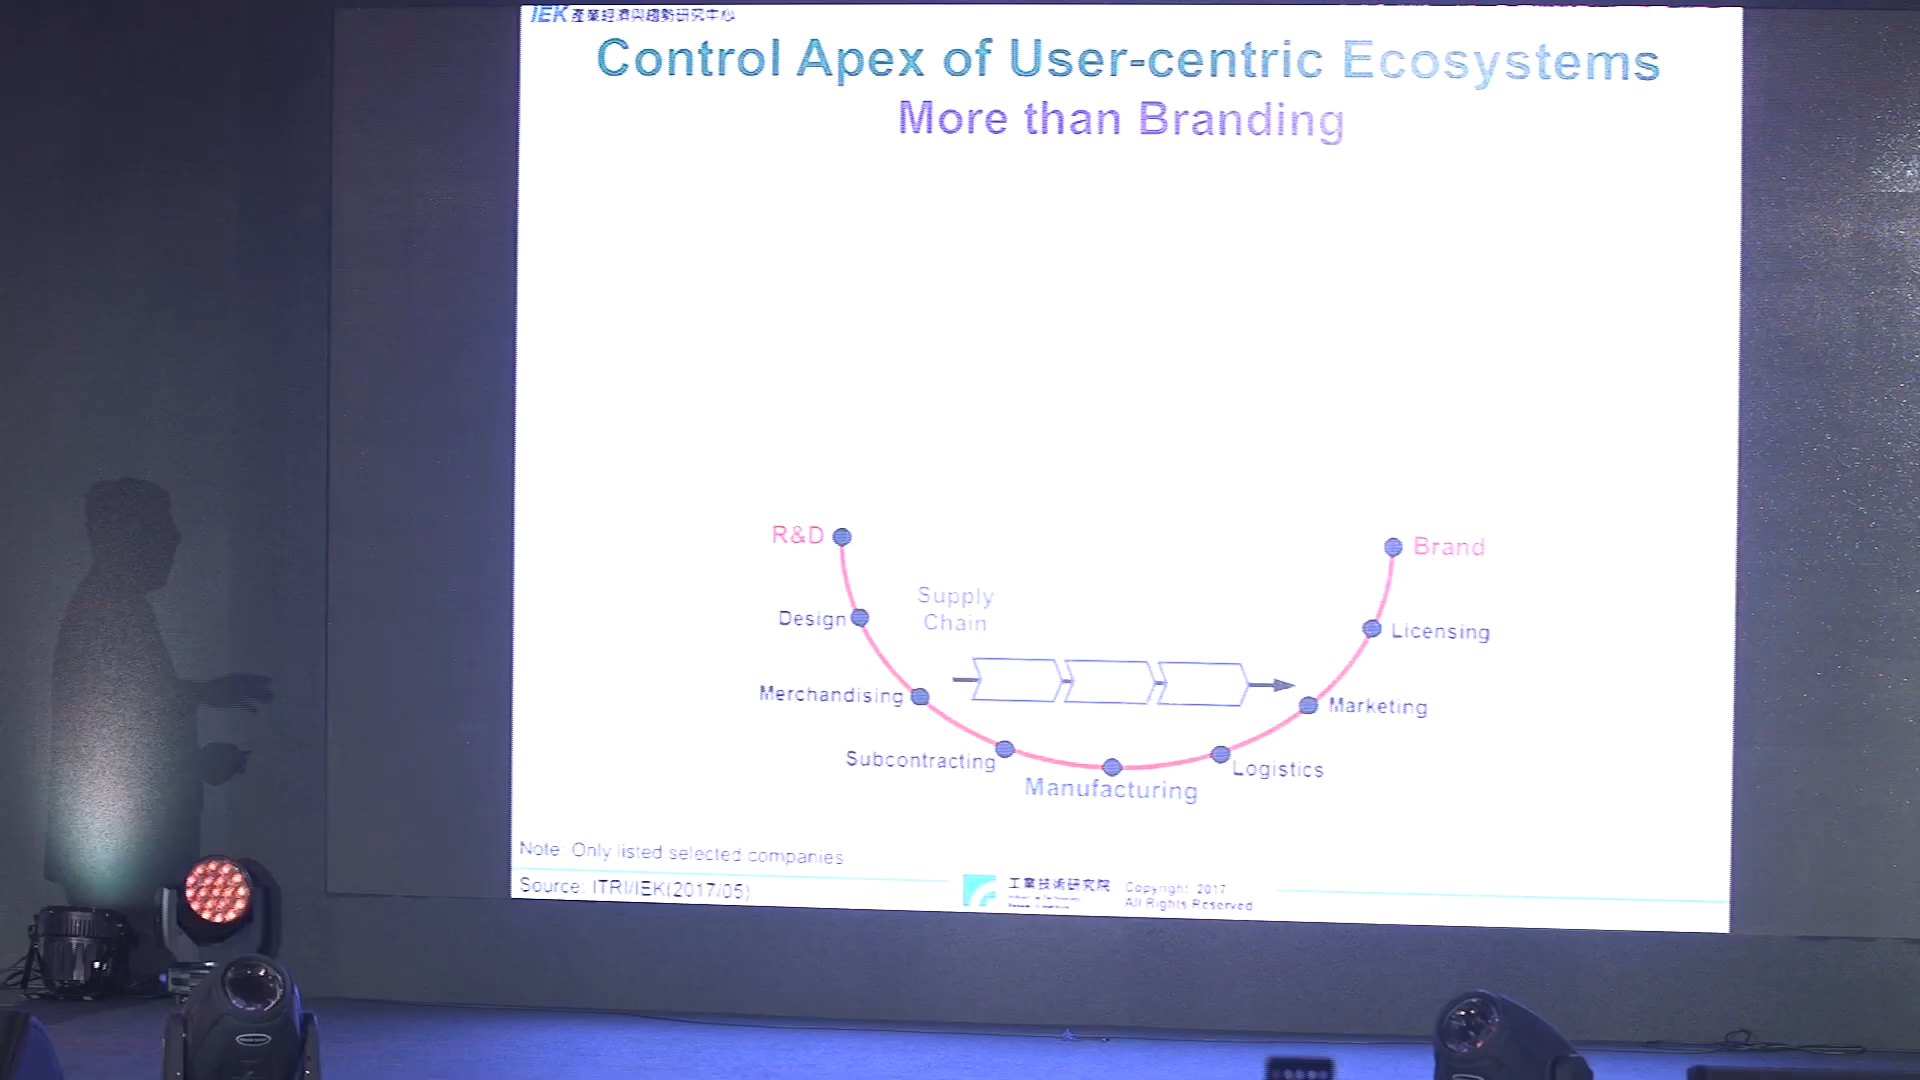 IEK 產業經濟與趨勢研究中心
Control Apex of User-centric Ecosystems
More than Branding
R&D
Brand
Supply
Chain
Design
Licensing
Merchandising
Marketing
Subcontracting
Logistics
Manufacturing
Note: Only listed selected companies
Source: ITRI/IEK(2017/05)
工業技術研究院
Copyright 2017
All Rights Reserved